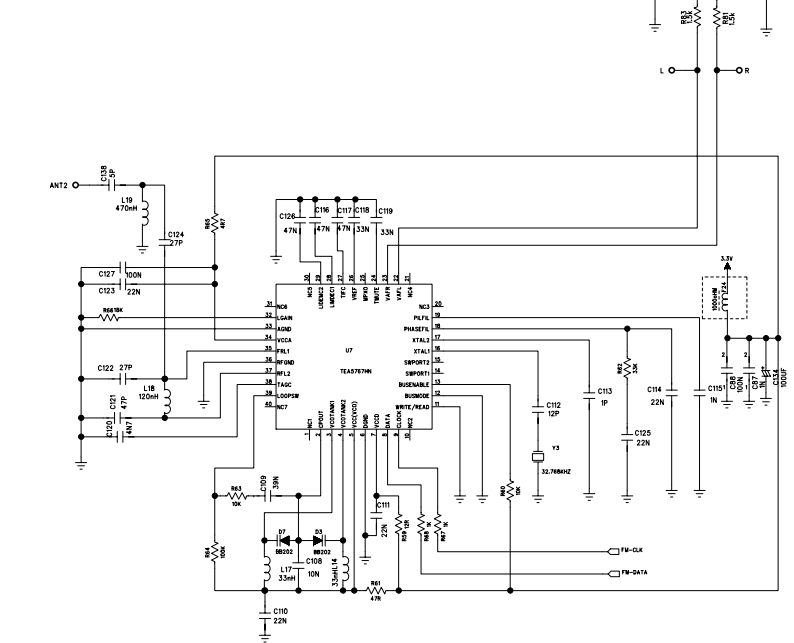 R83
1.5k
R81
1.5k
L
R
ANT2
C138
5P
L19
470nH
C124
27P
R65
4R7
C126
47N
C116
47N
C117
47N
C118
33N
C119
33N
C127
100N
C123
22N
R66 18K
C122
27P
L18
120nH
C121
47P
C120
4N7
30
29
28
27
26
25
24
23
22
21
NC5
LDEMC2
LMDEC1
TIFC
VREF
MPXO
TMUTE
VAFR
VAFL
NC4
31
NC6
32
LGAIN
33
AGND
34
VCCA
35
FRL1
36
RFGND
37
RFL2
38
TAGC
39
LOOPSW
40
NC7
U7
TEA5767HN
NC3
20
PILFIL
19
PHASEFIL
18
XTAL2
17
XTAL1
16
SWPORT2
15
SWPORT1
14
BUSENABLE
13
BUSMODE
12
WRITE/READ
11
NC1
CPOUT
VCOTANK1
VCOTANK2
VCC(VCO)
DGND
VCCD
DATA
CLOCK
NC2
1
2
3
4
5
6
7
8
9
10
3.3V
L24
1000oHM
2
C88
100N
1
2
C87
1N
C134
100UF
R82
33K
C125
22N
C114
22N
C115
1N
C113
1P
C112
12P
Y3
32.768KHZ
R60
10K
R63
10K
C109
39N
R64
100K
D7
BB202
D3
BB202
L17
33nH
C108
10N
L14
33nH
C111
22N
R59
12R
R68
1K
R67
1K
R61
47R
C110
22N
FM-CLK
FM-DATA